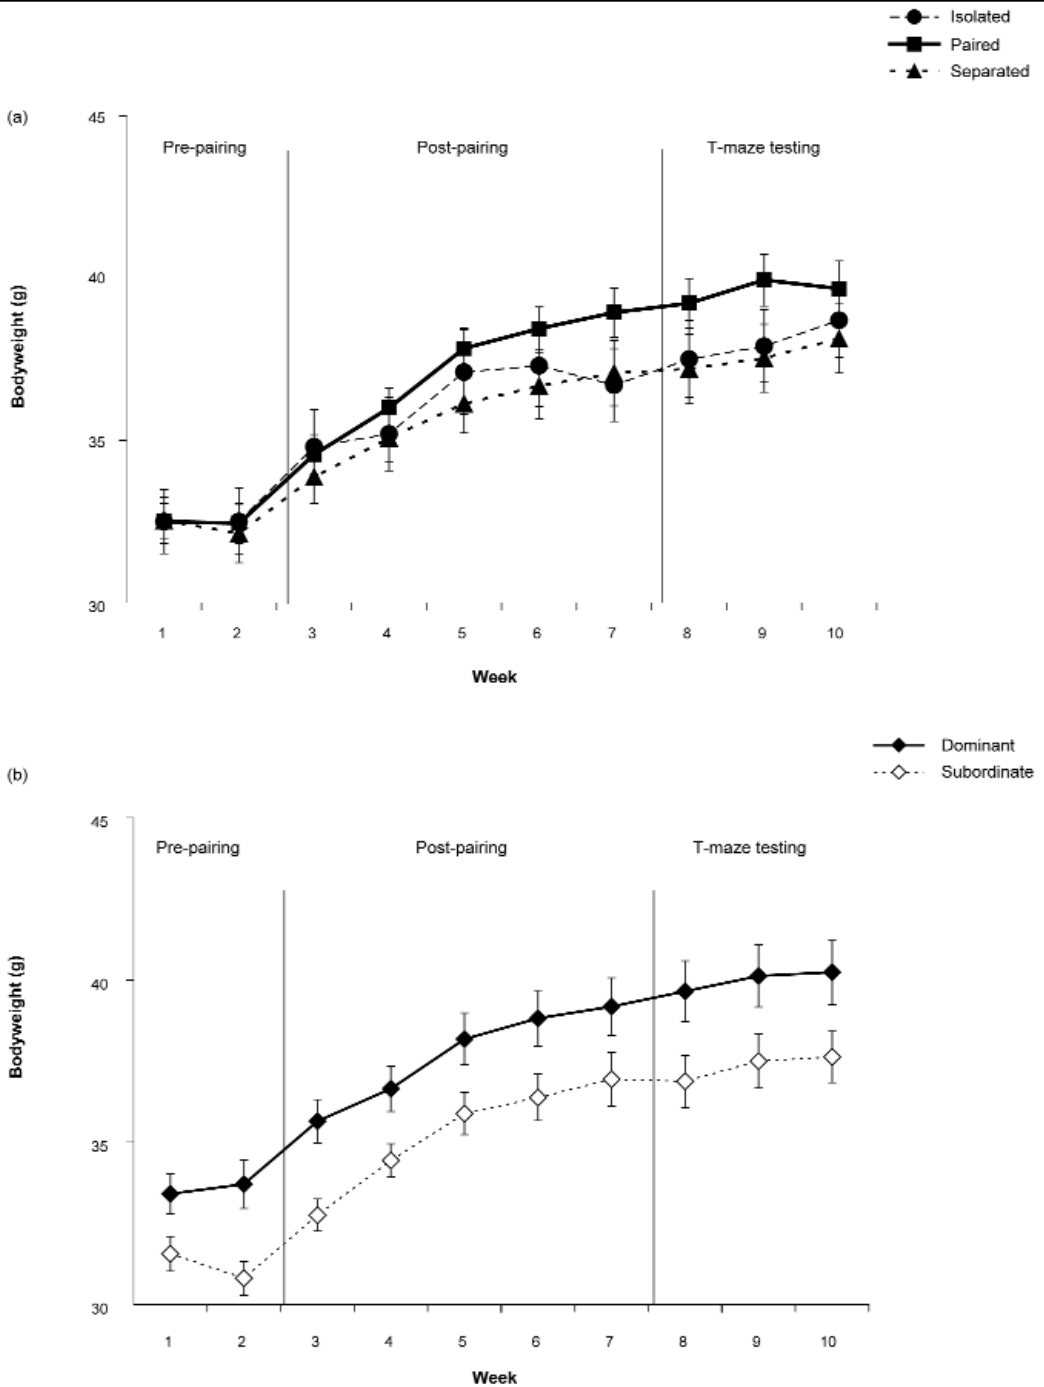 Isolated
Paired
Separated
(a)
45
Pre-pairing Post-pairing T-maze testing
40
Bodyweight (g)
35
30
1 2 3 4 5 6 7 8 9 10
Week
Dominant
Subordinate
(b)
45
Pre-pairing Post-pairing T-maze testing
40
Bodyweight (g)
35
30
1 2 3 4 5 6 7 8 9 10
Week